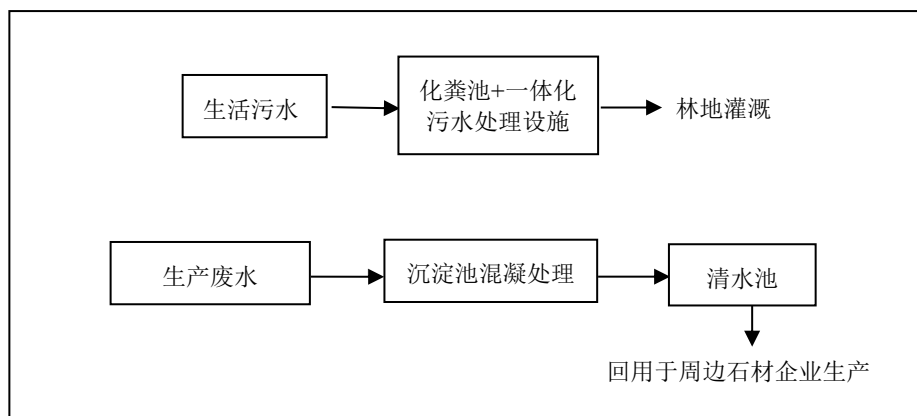 生活污水
化粪池+一体化
污水处理设施
林地灌溉
生产废水
沉淀池混凝处理
清水池
回用于周边石材企业生产